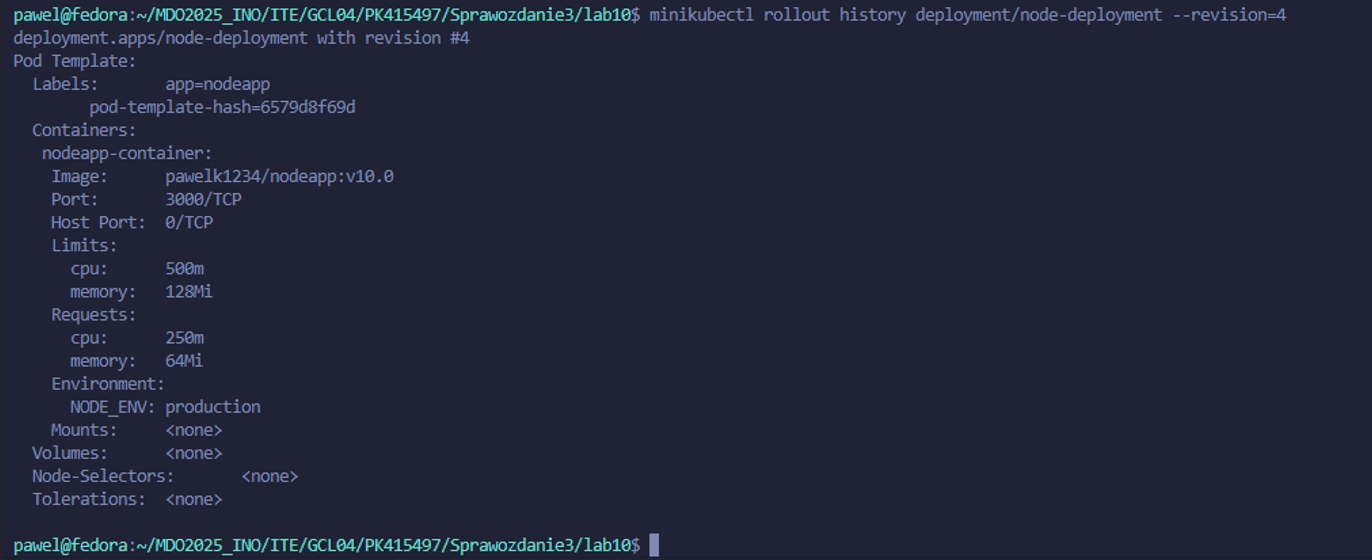 pawel@fedora:~/MDO2025_INO/ITE/GCL04/PK415497/Sprawozdanie3/lab10$ minikubectl rollout history deployment/node-deployment --revision=4
deployment.apps/node-deployment with revision #4
Pod Template:
  Labels:       app=nodeapp
        pod-template-hash=6579d8f69d
  Containers:
   nodeapp-container:
    Image:      pawelk1234/nodeapp:v10.0
    Port:       3000/TCP
    Host Port:  0/TCP
    Limits:
      cpu:      500m
      memory:   128Mi
    Requests:
      cpu:      250m
      memory:   64Mi
    Environment:
      NODE_ENV: production
    Mounts:     <none>
  Volumes:      <none>
  Node-Selectors:       <none>
  Tolerations:  <none>

pawel@fedora:~/MDO2025_INO/ITE/GCL04/PK415497/Sprawozdanie3/lab10$